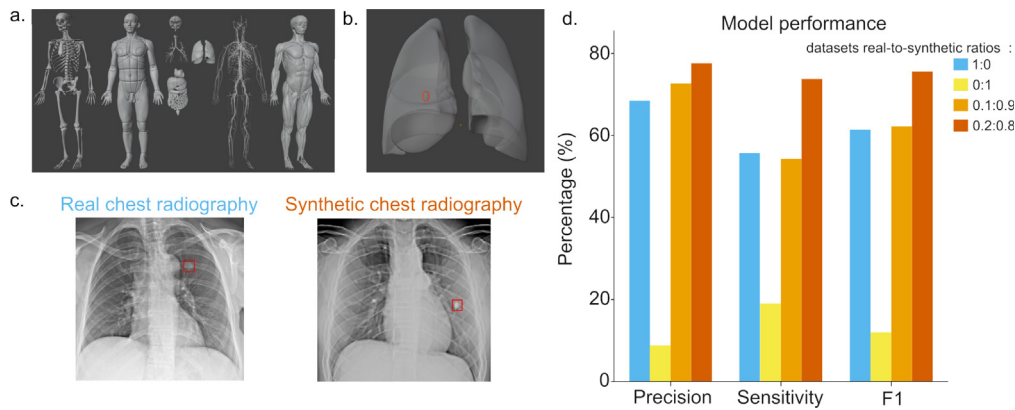 a.
b.
c.
Real chest radiography
Synthetic chest radiography
d.
Model performance
datasets real-to-synthetic ratios :
1:0
0:1
0.1:0.9
0.2:0.8
Percentage (%)
80
60
40
20
0
Precision
Sensitivity
F1